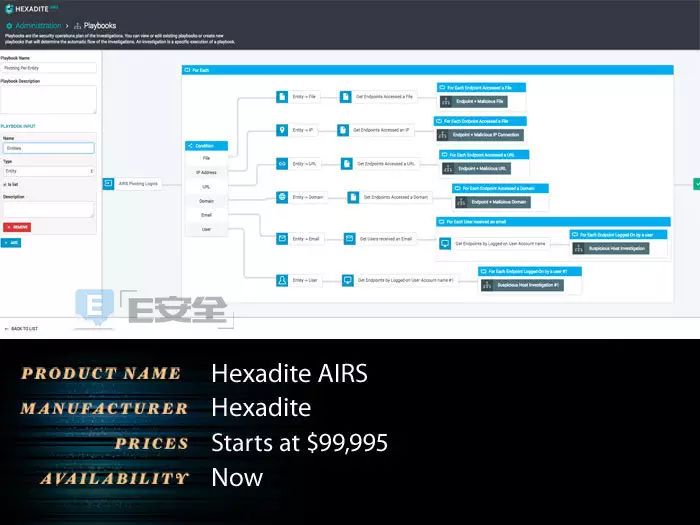 HEXADITE AIRS
Administration > Playbooks
Playbooks are the security operations plan of the investigations. You can view or edit existing playbooks or create new
playbooks that will determine the automatic flow of the investigations. An investigation is a specific execution of a playbook.
Playbook Name
Pivoting Per Entity
Playbook Description
PLAYBOOK INPUT
Name
Entities
Type
Entity
Is list
Description
REMOVE
ADD
BACK TO LIST
AIRS Pivoting Logics
For Each
Condition
File
IP Address
URL
Domain
Email
User
Entity -> File
Get Endpoints Accessed a File
For Each Endpoint Accessed a File
Endpoint + Malicious File
Entity -> IP
Get Endpoints Accessed an IP
For Each Endpoint Accessed a File
Endpoint + Malicious IP Connection
Entity -> URL
Get Endpoints Accessed a URL
For Each Endpoint Accessed a URL
Endpoint + Malicious URL
Entity -> Domain
Get Endpoints Accessed a Domain
For Each Endpoint Accessed a Domain
Endpoint + Malicious Domain
Entity -> Email
Get Users received an Email
For Each User received an email
Get Endpoints by Logged on User Account name
For Each Endpoint Logged-On by a user
Suspicious Host Investigation
Entity -> User
Get Endpoints by Logged on User Account name #1
For Each Endpoint Logged-On by a user #1
Suspicious Host Investigation #1
E安全
PRODUCT NAME Hexadite AIRS
MANUFACTURER Hexadite
PRICES Starts at $99,995
AVAILABILITY Now